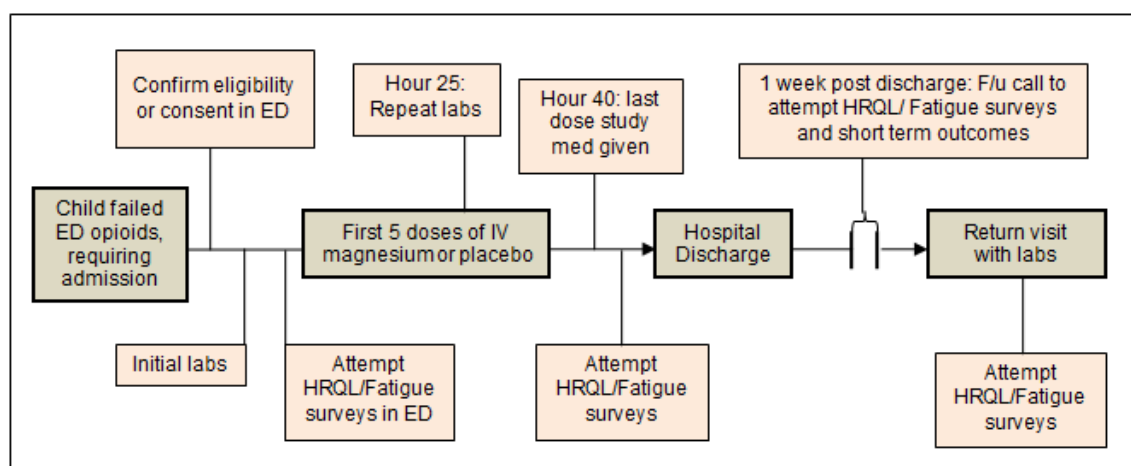 Confirm eligibility
or consent in ED
Hour 25:
Repeat labs
Hour 40: last
dose study
med given
1 week post discharge: F/u call to
attempt HRQL/ Fatigue surveys
and short term outcomes
Child failed
ED opioids,
requiring
admission
First 5 doses of IV
magnesium or placebo
Hospital
Discharge
Return visit
with labs
Initial labs
Attempt
HRQL/Fatigue
surveys in ED
Attempt
HRQL/Fatigue
surveys
Attempt
HRQL/Fatigue
surveys